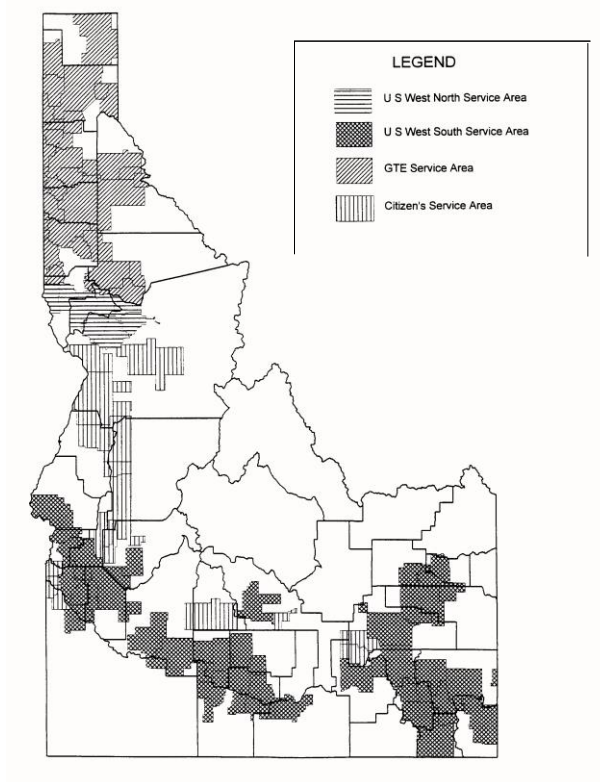 LEGEND
U S West North Service Area
U S West South Service Area
GTE Service Area
Citizen's Service Area